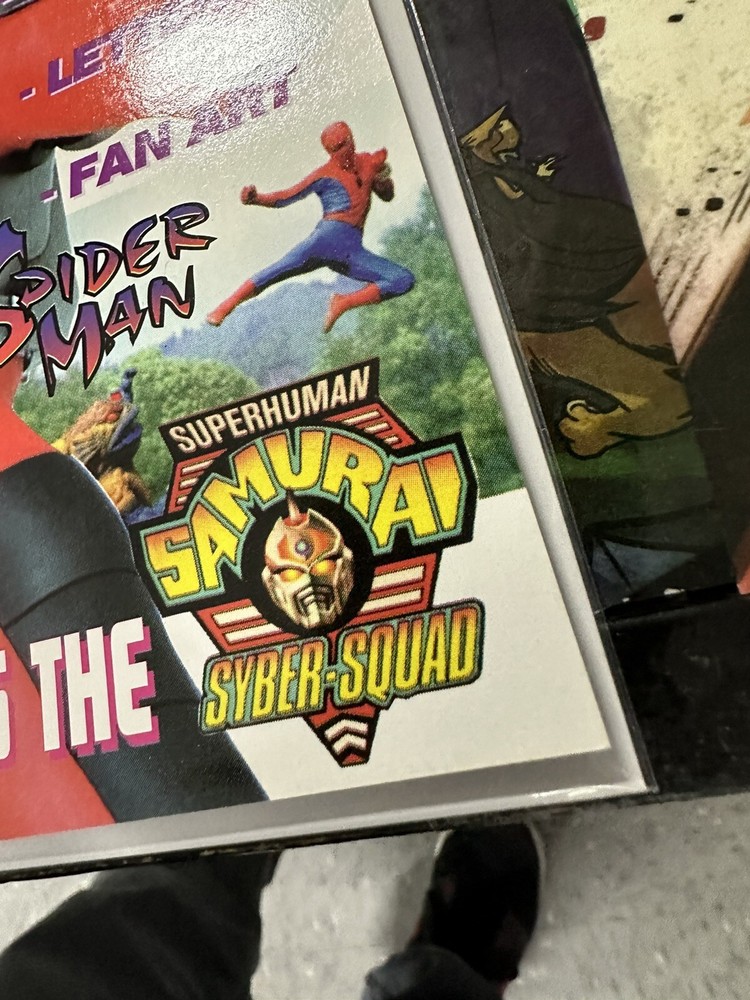 - FAN ART
SPIDER
MAN
SUPERHUMAN
SAMURAI
SYBER-SQUAD
THE